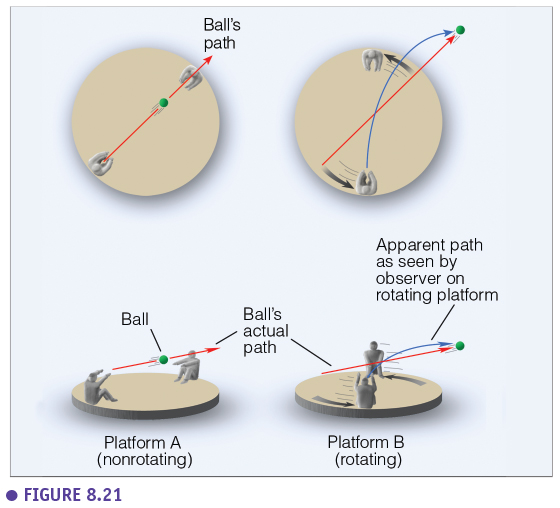 Ball's
path
Apparent path
as seen by
observer on
rotating platform
Ball
Ball's
actual
path
Platform A
(nonrotating)
Platform B
(rotating)
● FIGURE 8.21